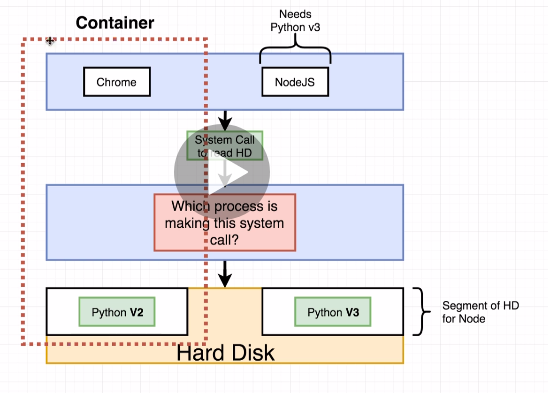 Container
Needs
Python v3
Chrome
NodeJS
System Call
to read HD
Which process is
making this system
call?
Python V2
Python V3
Segment of HD
for Node
Hard Disk